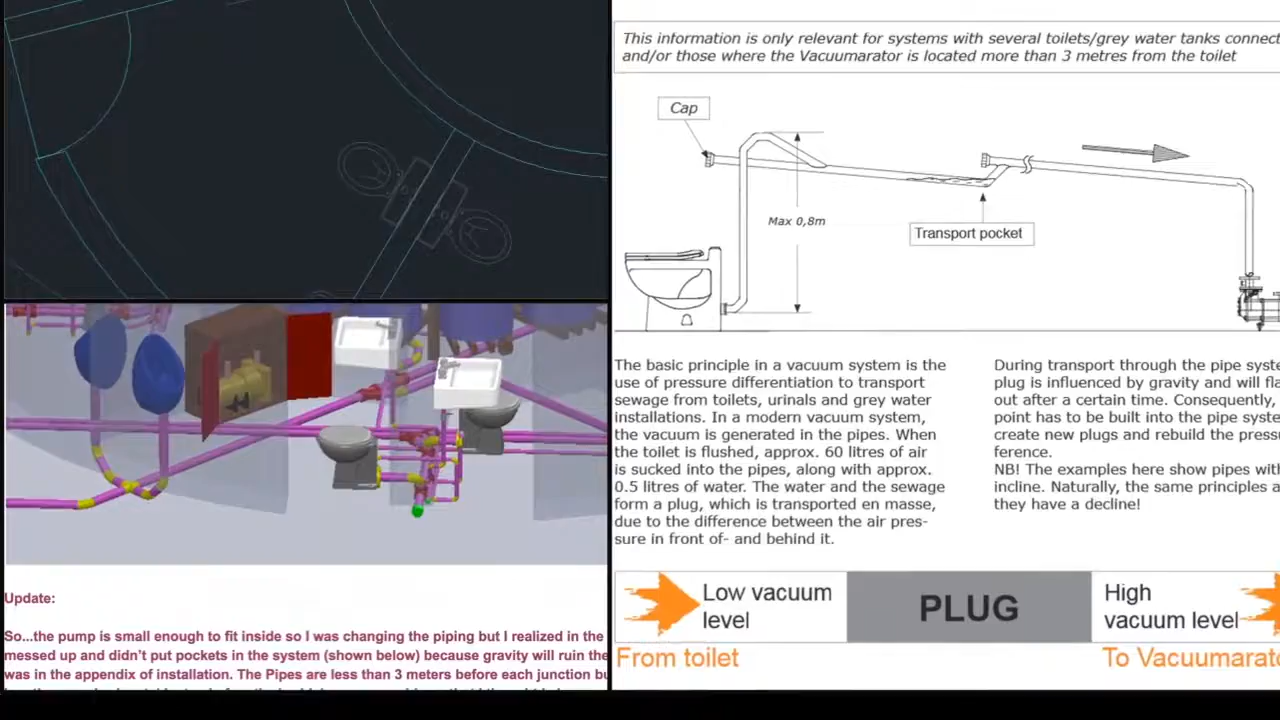 This information is only relevant for systems with several toilets/grey water tanks connect
and/or those where the Vacuumarator is located more than 3 metres from the toilet
Cap
Max 0,8m
Transport pocket
The basic principle in a vacuum system is the
use of pressure differentiation to transport
sewage from toilets, urinals and grey water
installations. In a modern vacuum system,
the vacuum is generated in the pipes. When
the toilet is flushed, approx. 60 litres of air
is sucked into the pipes, along with approx.
0.5 litres of water. The water and the sewage
form a plug, which is transported en masse,
due to the difference between the air pres-
sure in front of- and behind it.
During transport through the pipe syste
plug is influenced by gravity and will fla
out after a certain time. Consequently,
point has to be built into the pipe syste
create new plugs and rebuild the press
ference.
NB! The examples here show pipes with
incline. Naturally, the same principles a
they have a decline!
Low vacuum
level
PLUG
High
vacuum level
From toilet
To Vacuumarat
Update:
So...the pump is small enough to fit inside so I was changing the piping but I realized in the
messed up and didn't put pockets in the system (shown below) because gravity will ruin the
was in the appendix of installation. The Pipes are less than 3 meters before each junction bu